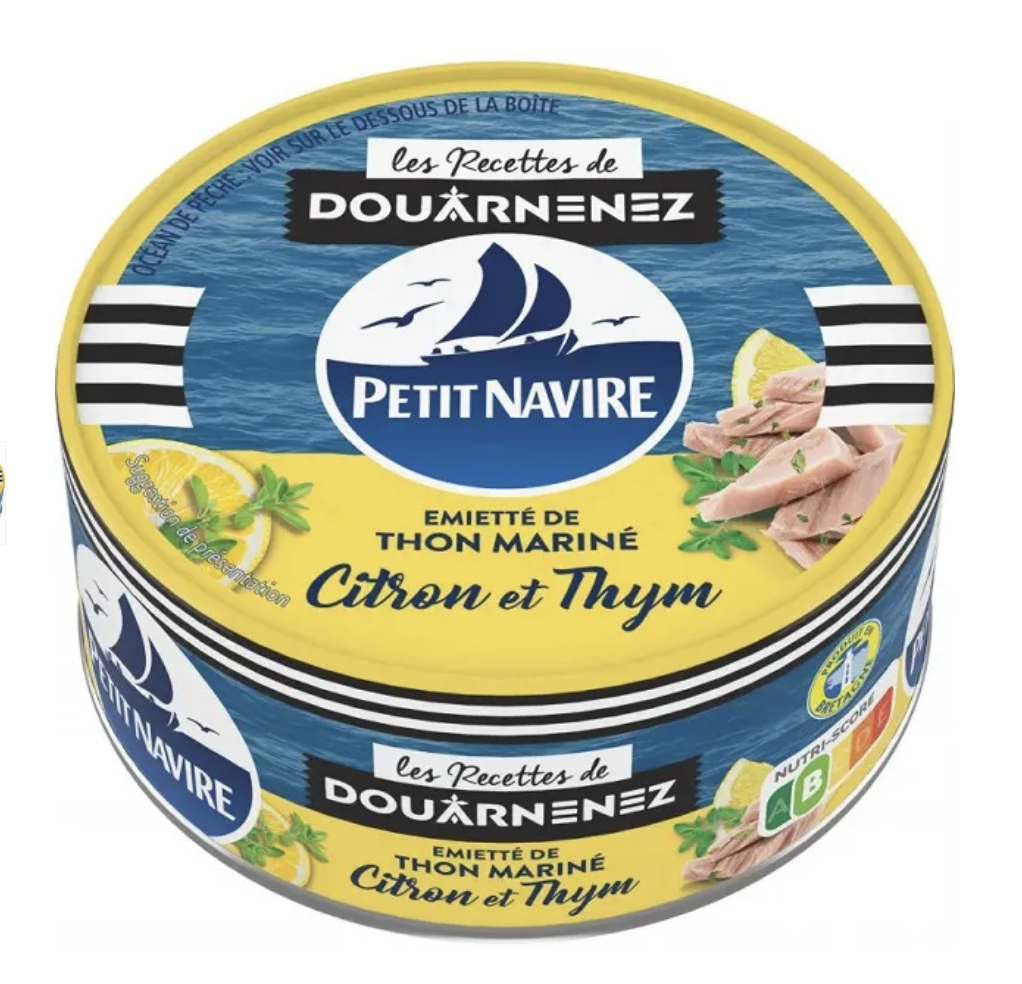 OCÉAN DE PÊCHE : VOIR SUR LE DESSOUS DE LA BOÎTE
les Recettes de
DOUARNENEZ
PETIT NAVIRE
Suggestion de présentation
EMIETTÉ DE
THON MARINÉ
Citron et Thym
PETIT NAVIRE
les Recettes de
DOUARNENEZ
EMIETTÉ DE
THON MARINÉ
Citron et Thym
PRODUIT EN
BRETAGNE
NUTRI-SCORE
A B D E